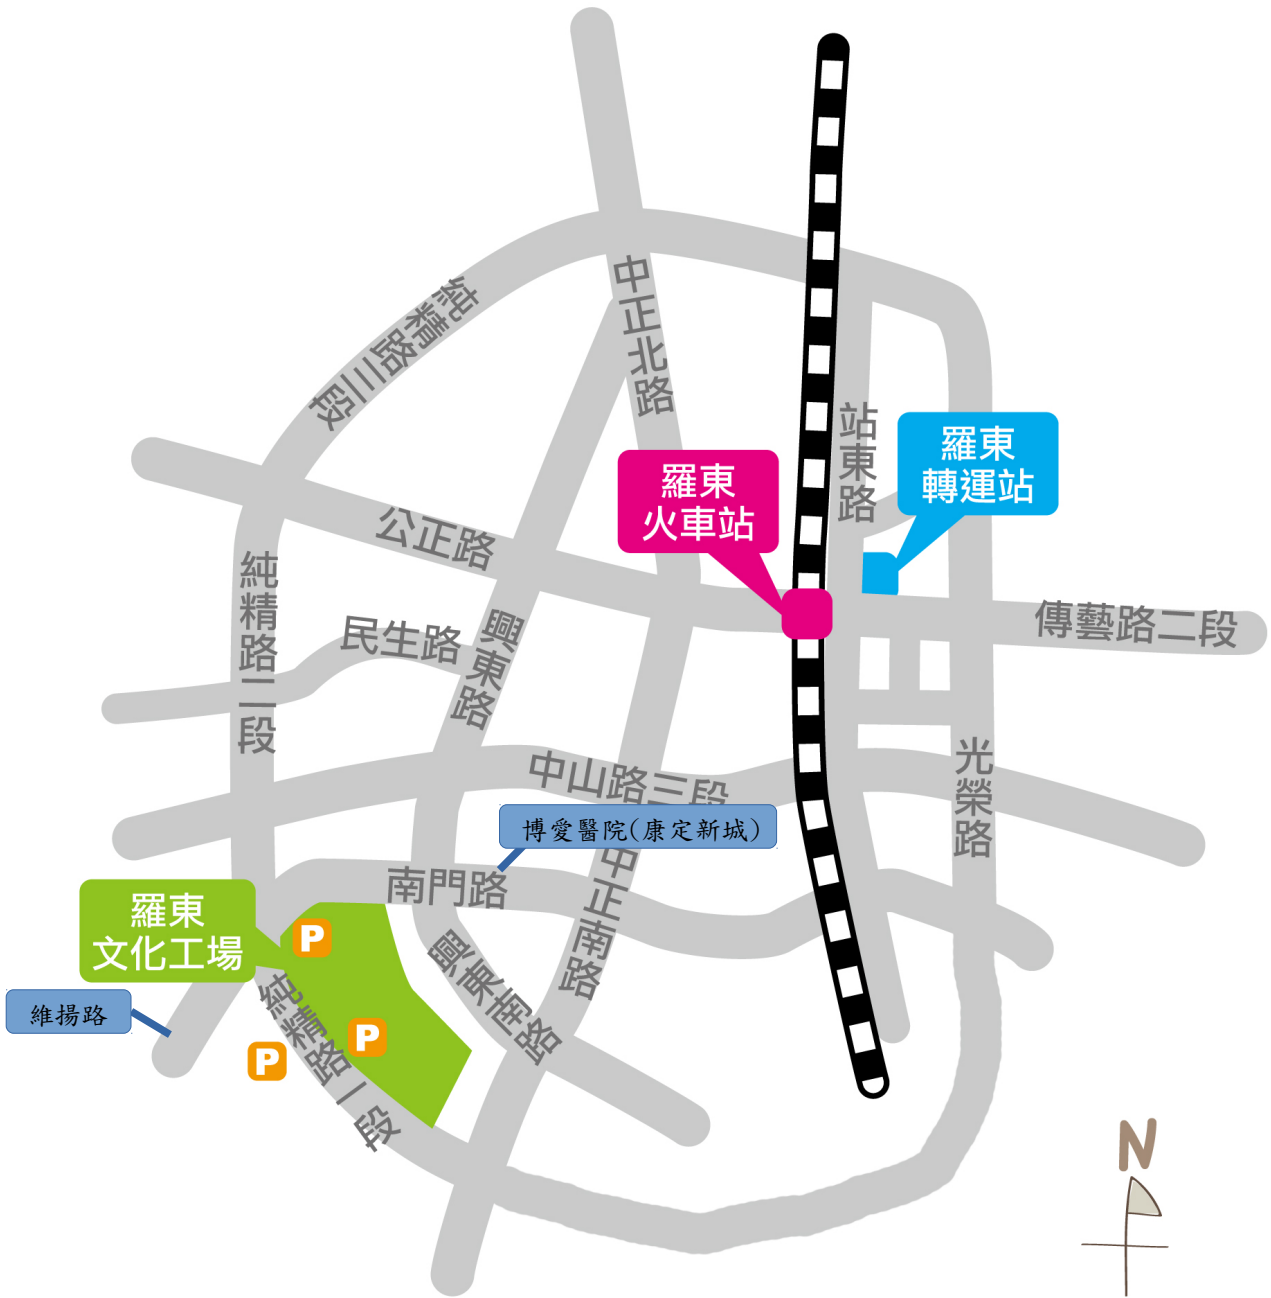 中正北路
純精路三段
站東路
羅東
轉運站
羅東
火車站
公正路
純精路二段
民生路
興東路
傳藝路二段
光榮路
中山路三段
博愛醫院(康定新城)
南門路
中正南路
羅東
文化工場
P
興東南路
維揚路
純精路一段
P
P
N